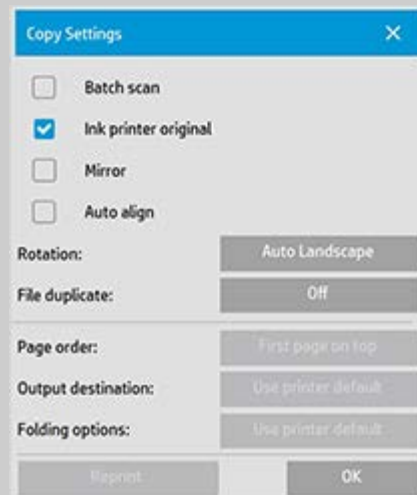 Copy Settings
Batch scan
Ink printer original
Mirror
Auto align
Rotation: Auto Landscape
File duplicate: Off
Page order: First page on top
Output destination: Use printer default
Folding options: Use printer default
Reprint OK